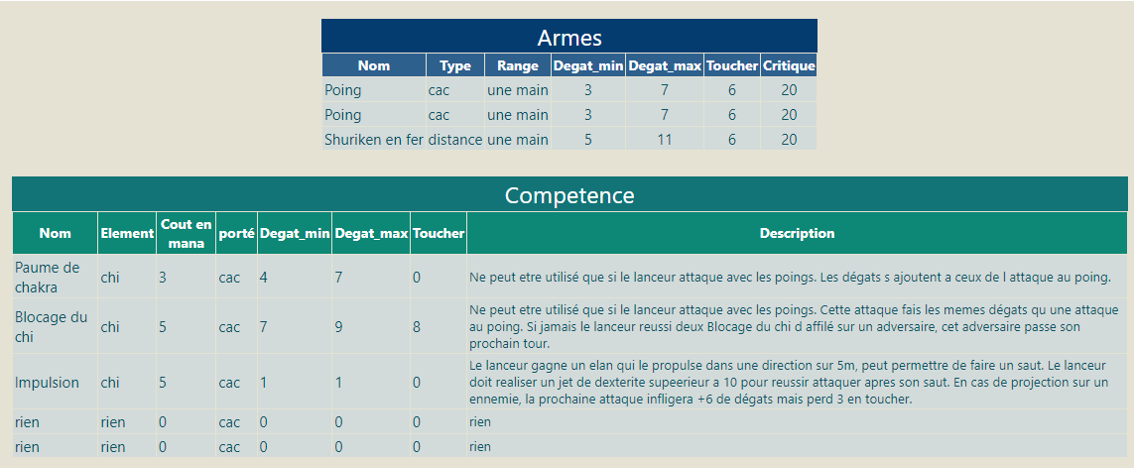 Armes
Nom Type Range Degat_min Degat_max Toucher Critique
Poing cac une main 3 7 6 20
Poing cac une main 3 7 6 20
Shuriken en fer distance une main 5 11 6 20
Competence
Nom Element Cout en mana porté Degat_min Degat_max Toucher Description
Paume de chakra chi 3 cac 4 7 0 Ne peut etre utilisé que si le lanceur attaque avec les poings. Les dégats s ajoutent a ceux de l attaque au poing.
Blocage du chi chi 5 cac 7 9 8 Ne peut etre utilisé que si le lanceur attaque avec les poings. Cette attaque fais les memes dégats qu une attaque
au poing. Si jamais le lanceur reussi deux Blocage du chi d affilé sur un adversaire, cet adversaire passe son
prochain tour.
Impulsion chi 5 cac 1 1 0 Le lanceur gagne un elan qui le propulse dans une direction sur 5m, peut permettre de faire un saut. Le lanceur
doit realiser un jet de dexterite supeerieur a 10 pour reussir attaquer apres son saut. En cas de projection sur un
ennemie, la prochaine attaque infligera +6 de dégats mais perd 3 en toucher.
rien rien 0 cac 0 0 0 rien
rien rien 0 cac 0 0 0 rien